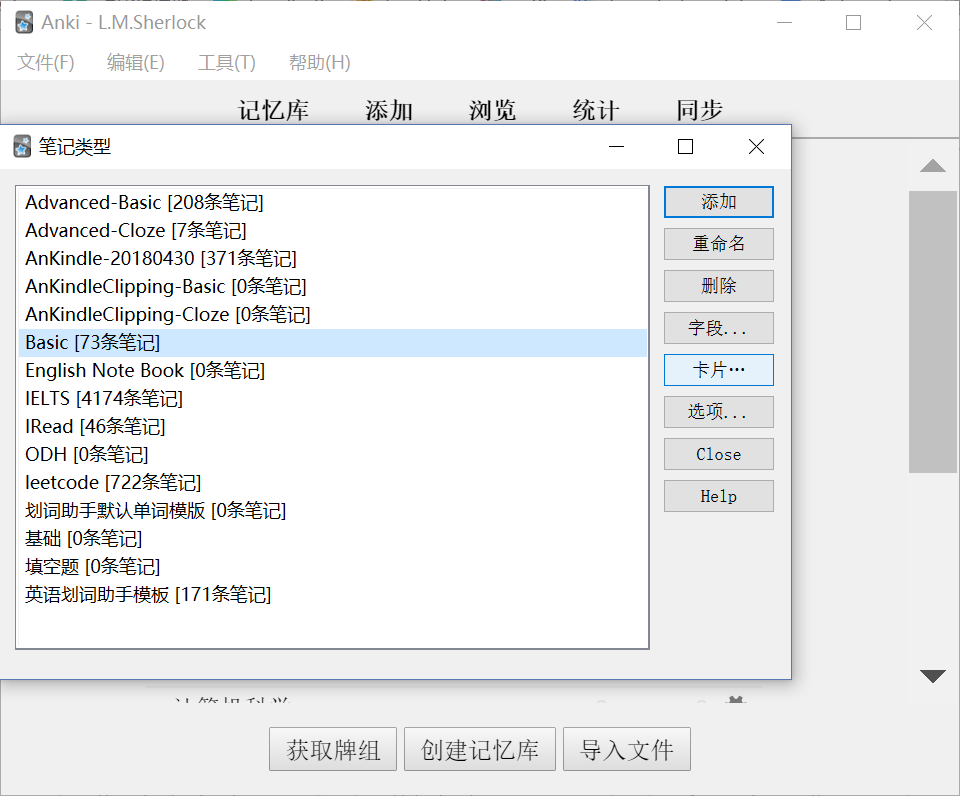 Anki - L.M.Sherlock
文件(F) 编辑(E) 工具(T) 帮助(H)
记忆库 添加 浏览 统计 同步
笔记类型
Advanced-Basic [208条笔记]
Advanced-Cloze [7条笔记]
AnKindle-20180430 [371条笔记]
AnKindleClipping-Basic [0条笔记]
AnKindleClipping-Cloze [0条笔记]
Basic [73条笔记]
English Note Book [0条笔记]
IELTS [4174条笔记]
IRead [46条笔记]
ODH [0条笔记]
leetcode [722条笔记]
划词助手默认单词模版 [0条笔记]
基础 [0条笔记]
填空题 [0条笔记]
英语划词助手模板 [171条笔记]
添加
重命名
删除
字段...
卡片…
选项...
Close
Help
计算机科学
获取牌组 创建记忆库 导入文件